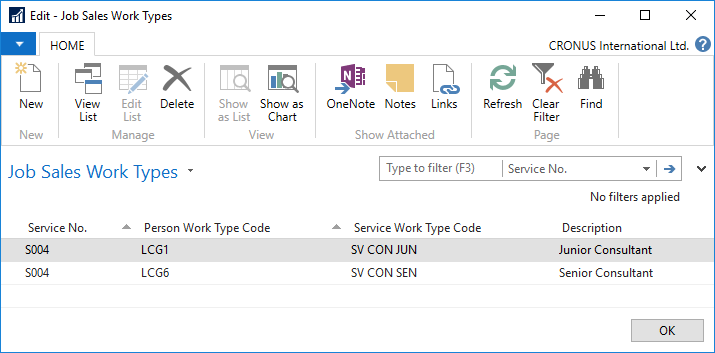 Edit - Job Sales Work Types
HOME
CRONUS International Ltd. ?
New
View List
Edit List
Delete
Show as List
Show as Chart
OneNote
Notes
Links
Refresh
Clear Filter
Find
New
Manage
View
Show Attached
Page
Job Sales Work Types
Type to filter (F3)
Service No.
No filters applied
Service No. Person Work Type Code Service Work Type Code Description
S004 LCG1 SV CON JUN Junior Consultant
S004 LCG6 SV CON SEN Senior Consultant
OK